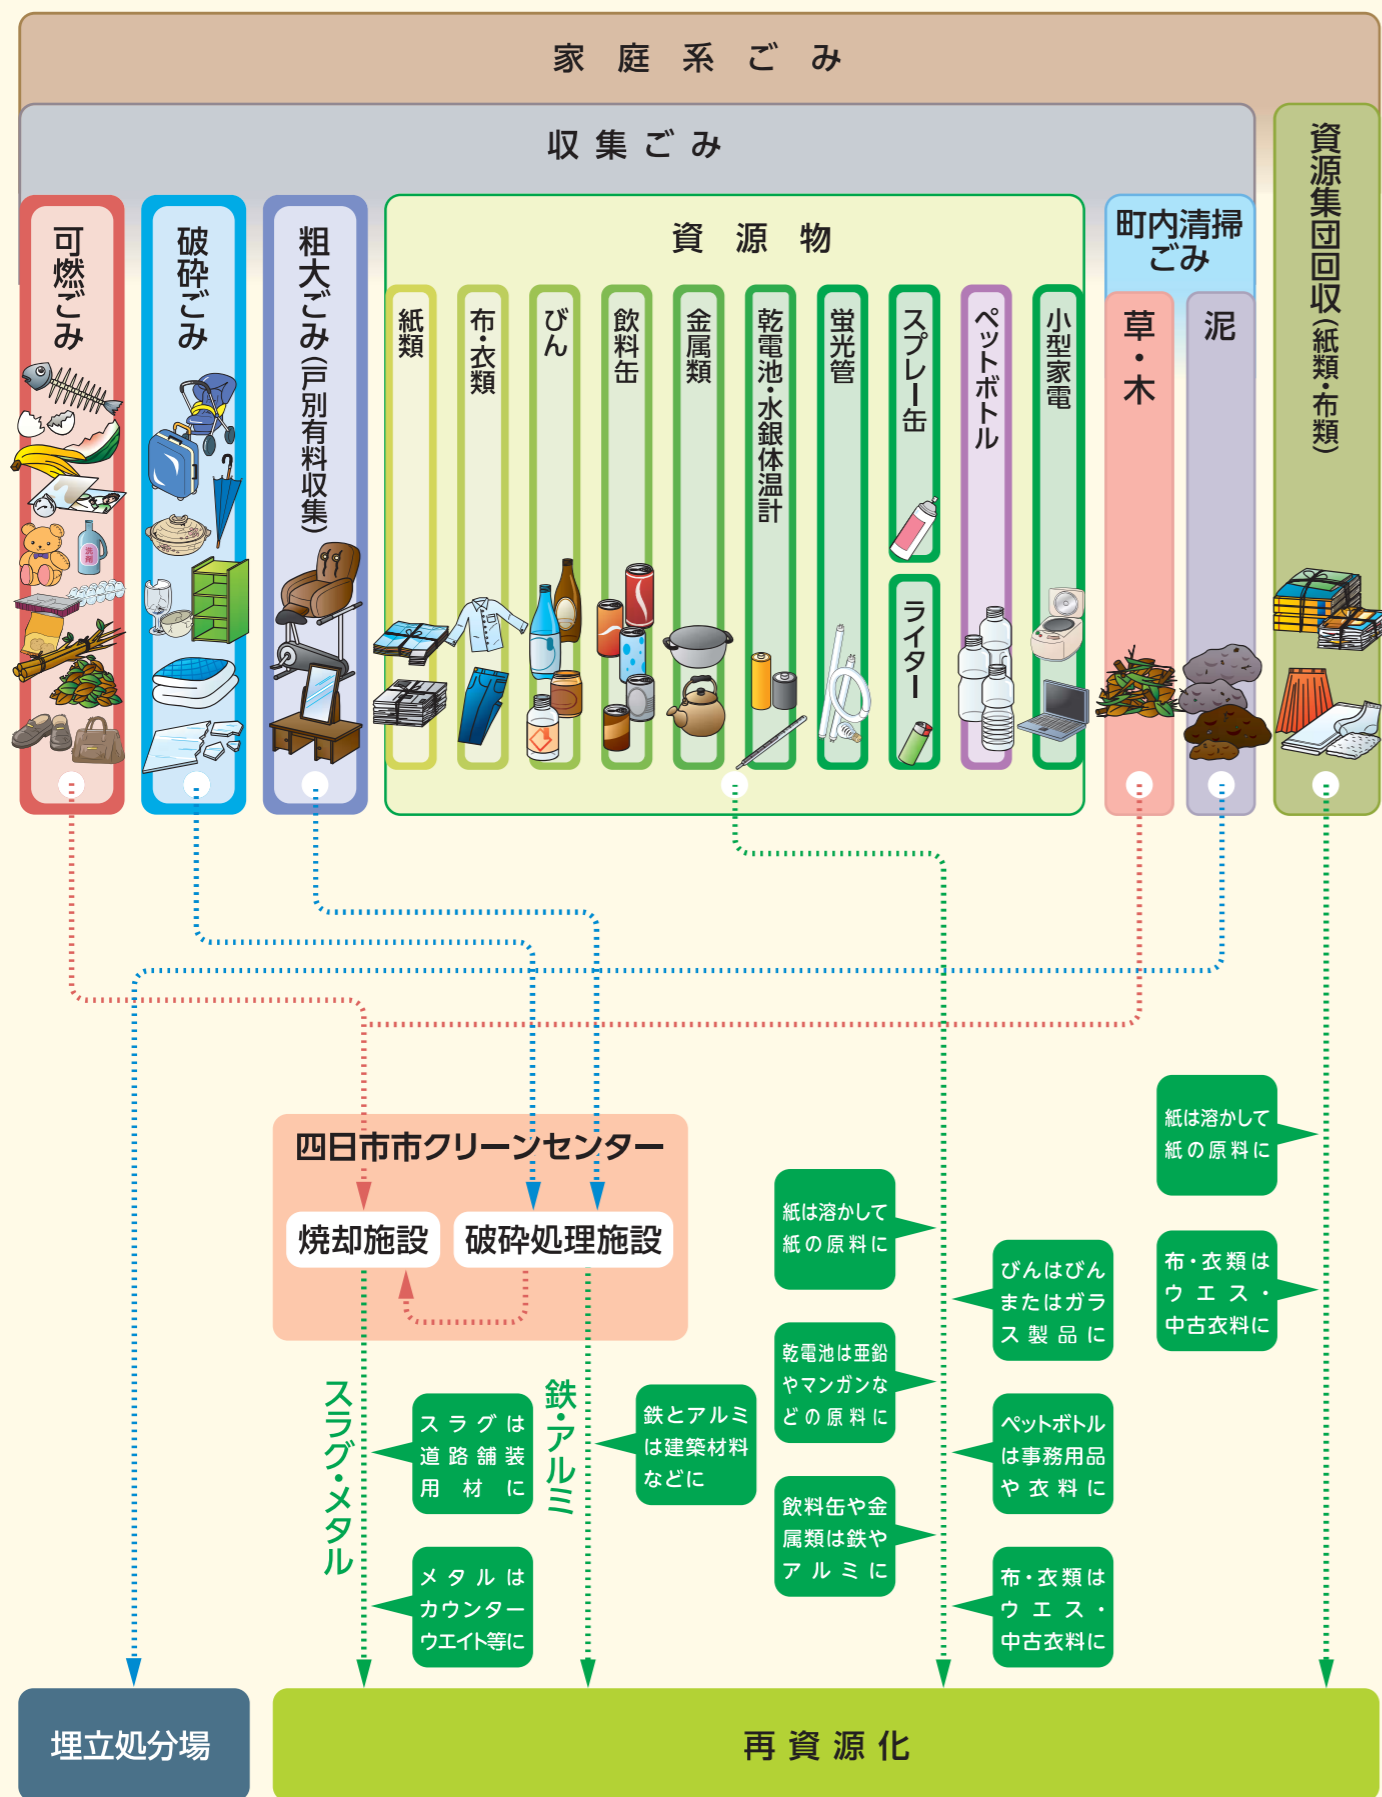 家庭系ごみ
収集ごみ
可燃ごみ
洗剤
破砕ごみ
粗大ごみ(戸別有料収集)
資源物
紙類
布・衣類
びん
飲料缶
金属類
乾電池・水銀体温計
蛍光管
スプレー缶
ライター
ペットボトル
小型家電
町内清掃
ごみ
草・木
泥
資源集団回収(紙類・布類)
四日市市クリーンセンター
焼却施設
破砕処理施設
スラグ・メタル
スラグは
道路舗装
用材に
メタルは
カウンター
ウエイト等に
鉄・アルミ
鉄とアルミ
は建築材料
などに
紙は溶かして
紙の原料に
びんはびん
またはガラ
ス製品に
乾電池は亜鉛
やマンガンな
どの原料に
ペットボトル
は事務用品
や衣料に
飲料缶や金
属類は鉄や
アルミに
布・衣類は
ウエス・
中古衣料に
紙は溶かして
紙の原料に
布・衣類は
ウエス・
中古衣料に
埋立処分場
再資源化